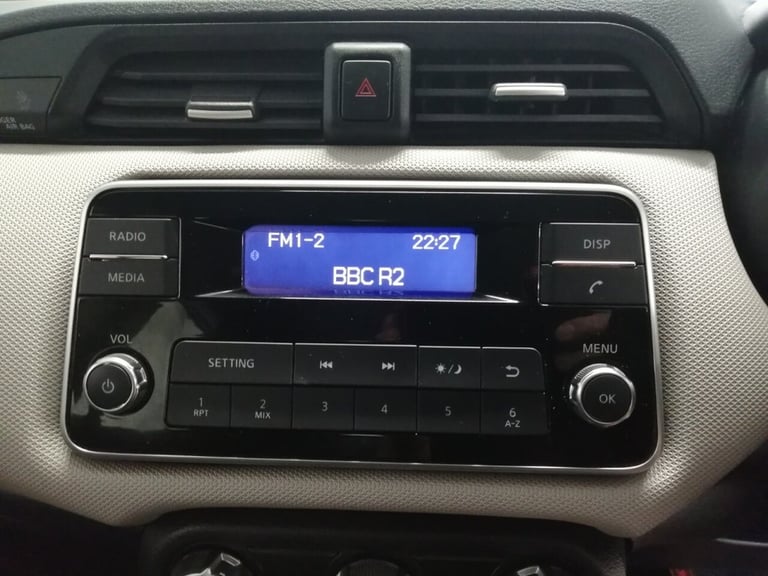 GER
AIR BAG
RADIO
MEDIA
FM1-2 22:27
BBC R2
DISP
VOL
MENU
SETTING
1 2 3 4 5 6
RPT MIX A-Z
OK